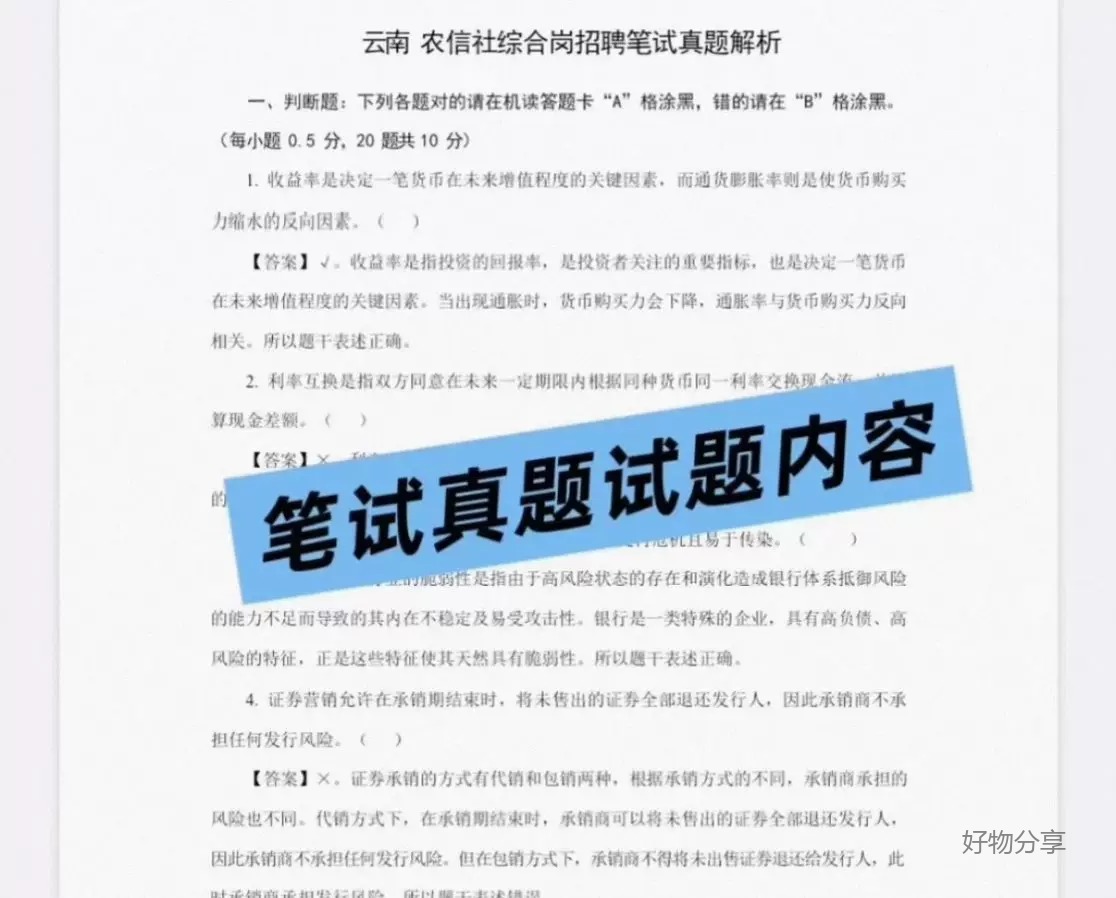 云南 农信社综合岗招聘笔试真题解析
一、判断题：下列各题对的请在机读答题卡“A”格涂黑，错的请在“B”格涂黑。
（每小题 0.5 分，20 题共 10 分）
1. 收益率是决定一笔货币在未来增值程度的关键因素，而通货膨胀率则是使货币购买
力缩水的反向因素。（ ）
【答案】√。收益率是指投资的回报率，是投资者关注的重要指标，也是决定一笔货币
在未来增值程度的关键因素。当出现通胀时，货币购买力会下降，通胀率与货币购买力反向
相关。所以题干表述正确。
2. 利率互换是指双方同意在未来一定期限内根据同种货币同一利率交换现金流
算现金差额。（ ）
【答案】×
的
笔试真题试题内容
危机且易于传染。（ ）
的脆弱性是指由于高风险状态的存在和演化造成银行体系抵御风险
的能力不足而导致的其内在不稳定及易受攻击性。银行是一类特殊的企业，具有高负债、高
风险的特征，正是这些特征使其天然具有脆弱性。所以题干表述正确。
4. 证券营销允许在承销期结束时，将未售出的证券全部退还发行人，因此承销商不承
担任何发行风险。（ ）
【答案】×。证券承销的方式有代销和包销两种，根据承销方式的不同，承销商承担的
风险也不同。代销方式下，在承销期结束时，承销商可以将未售出的证券全部退还发行人，
因此承销商不承担任何发行风险。但在包销方式下，承销商不得将未出售证券退还给发行人，此
时承销商承担发行风险。所以题干表述错误。
好物分享